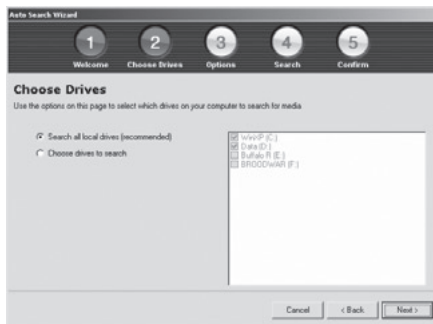 Auto Search Wizard
1 2 3 4 5
Welcome Choose Drives Options Search Confirm
Choose Drives
Use the options on this page to select which drives on your computer to search for media
Search all local drives (recommended)
Choose drives to search
WinXP (C:)
Data (D:)
Buffalo R (E:)
BROODWAR (F:)
Cancel < Back Next >